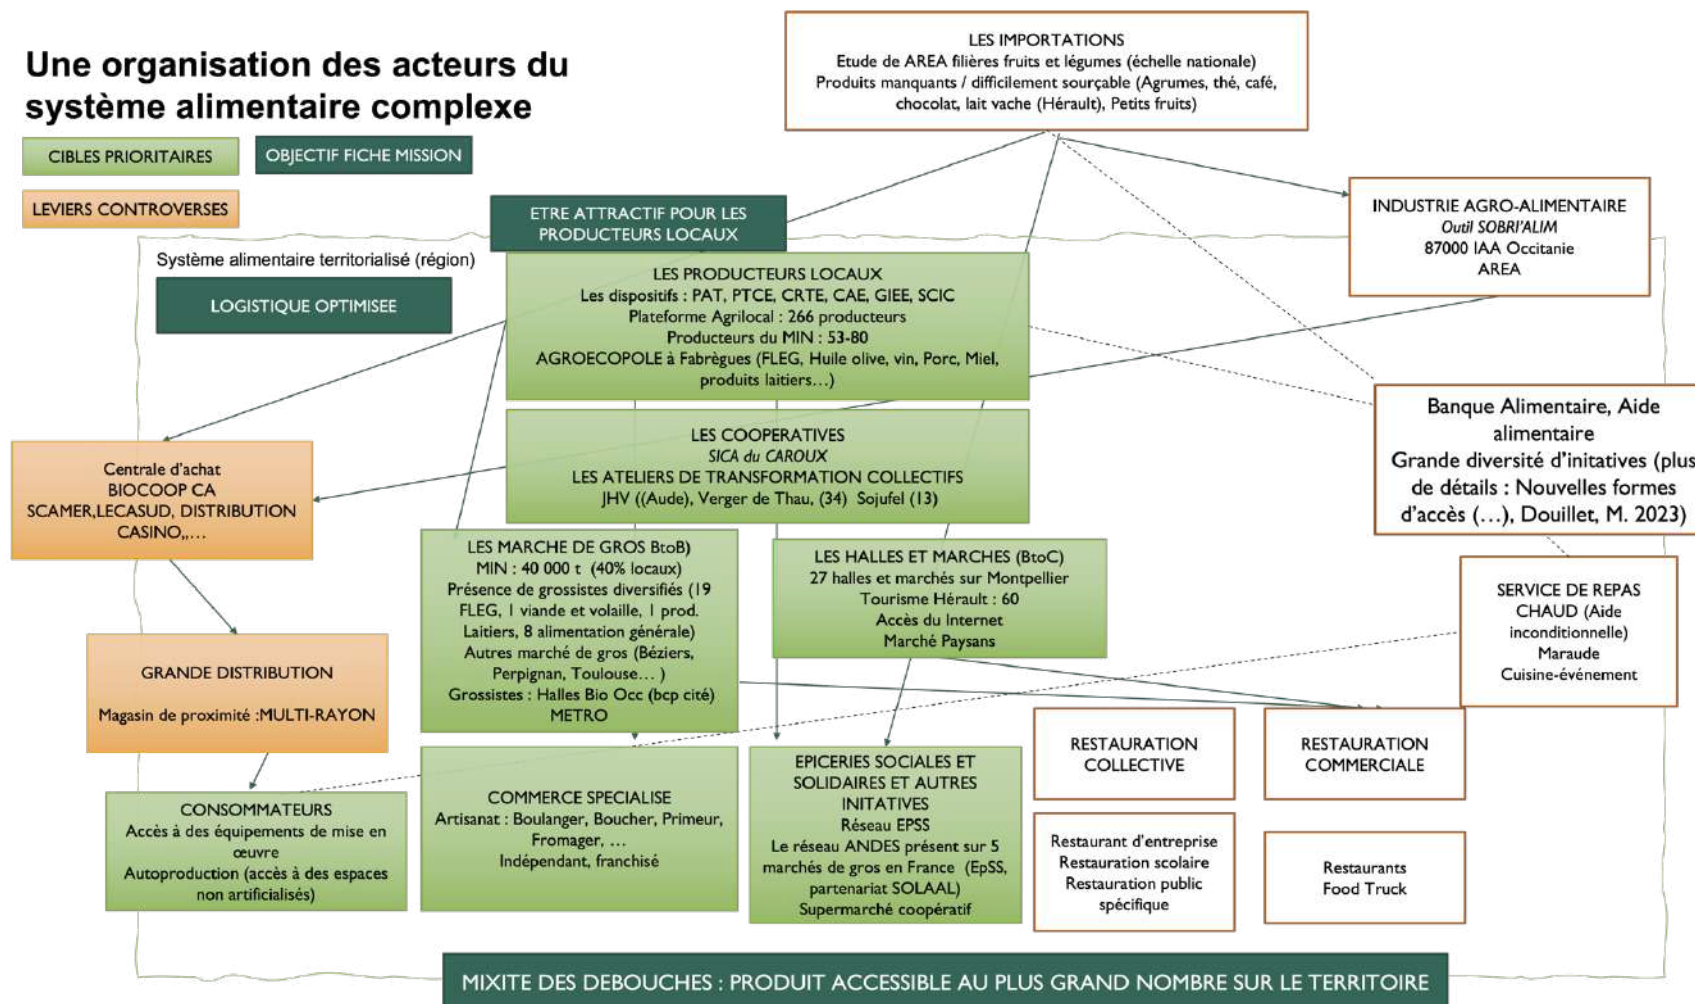 Une organisation des acteurs du
système alimentaire complexe
CIBLES PRIORITAIRES
OBJECTIF FICHE MISSION
LEVIERS CONTROVERSES
LES IMPORTATIONS
Etude de AREA filières fruits et légumes (échelle nationale)
Produits manquants / difficilement sourçable (Agrumes, thé, café,
chocolat, lait vache (Hérault), Petits fruits)
INDUSTRIE AGRO-ALIMENTAIRE
Outil SOBRI'ALIM
87000 IAA Occitanie
AREA
ETRE ATTRACTIF POUR LES
PRODUCTEURS LOCAUX
Système alimentaire territorialisé (région)
LOGISTIQUE OPTIMISEE
LES PRODUCTEURS LOCAUX
Les dispositifs : PAT, PTCE, CRTE, CAE, GIEE, SCIC
Plateforme Agrilocal : 266 producteurs
Producteurs du MIN : 53-80
AGROECOPOLE à Fabrègues (FLEG, Huile olive, vin, Porc, Miel,
produits laitiers…)
LES COOPERATIVES
SICA du CAROUX
LES ATELIERS DE TRANSFORMATION COLLECTIFS
JHV ((Aude), Verger de Thau, (34) Sojufel (13)
Banque Alimentaire, Aide
alimentaire
Grande diversité d'initatives (plus
de détails : Nouvelles formes
d'accès (…), Douillet, M. 2023)
Centrale d'achat
BIOCOOP CA
SCAMER,LECASUD, DISTRIBUTION
CASINO,,…
LES MARCHE DE GROS BtoB)
MIN : 40 000 t (40% locaux)
Présence de grossistes diversifiés (19
FLEG, 1 viande et volaille, 1 prod.
Laitiers, 8 alimentation générale)
Autres marché de gros (Béziers,
Perpignan, Toulouse… )
Grossistes : Halles Bio Occ (bcp cité)
METRO
LES HALLES ET MARCHES (BtoC)
27 halles et marchés sur Montpellier
Tourisme Hérault : 60
Accès du Internet
Marché Paysans
SERVICE DE REPAS
CHAUD (Aide
inconditionnelle)
Maraude
Cuisine-événement
GRANDE DISTRIBUTION
Magasin de proximité :MULTI-RAYON
CONSOMMATEURS
Accès à des équipements de mise en
œuvre
Autoproduction (accès à des espaces
non artificialisés)
COMMERCE SPECIALISE
Artisanat : Boulanger, Boucher, Primeur,
Fromager, …
Indépendant, franchisé
EPICERIES SOCIALES ET
SOLIDAIRES ET AUTRES
INITATIVES
Réseau EPSS
Le réseau ANDES présent sur 5
marchés de gros en France (EpSS,
partenariat SOLAAL)
Supermarché coopératif
RESTAURATION
COLLECTIVE
Restaurant d'entreprise
Restauration scolaire
Restauration public
spécifique
RESTAURATION
COMMERCIALE
Restaurants
Food Truck
MIXITE DES DEBOUCHES : PRODUIT ACCESSIBLE AU PLUS GRAND NOMBRE SUR LE TERRITOIRE